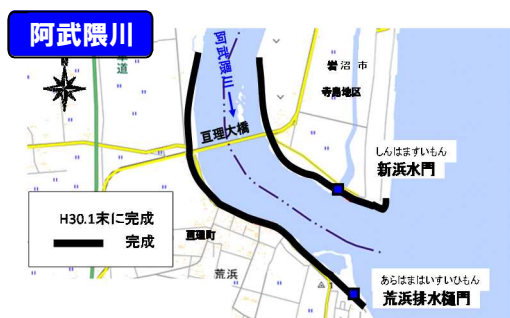 阿武隈川
阿武隈川
岩沼市
寺島地区
亘理大橋
しんはますいもん
新浜水門
H30.1末に完成
完成
亘理町
荒浜
あらはまはいすいひもん
荒浜排水樋門